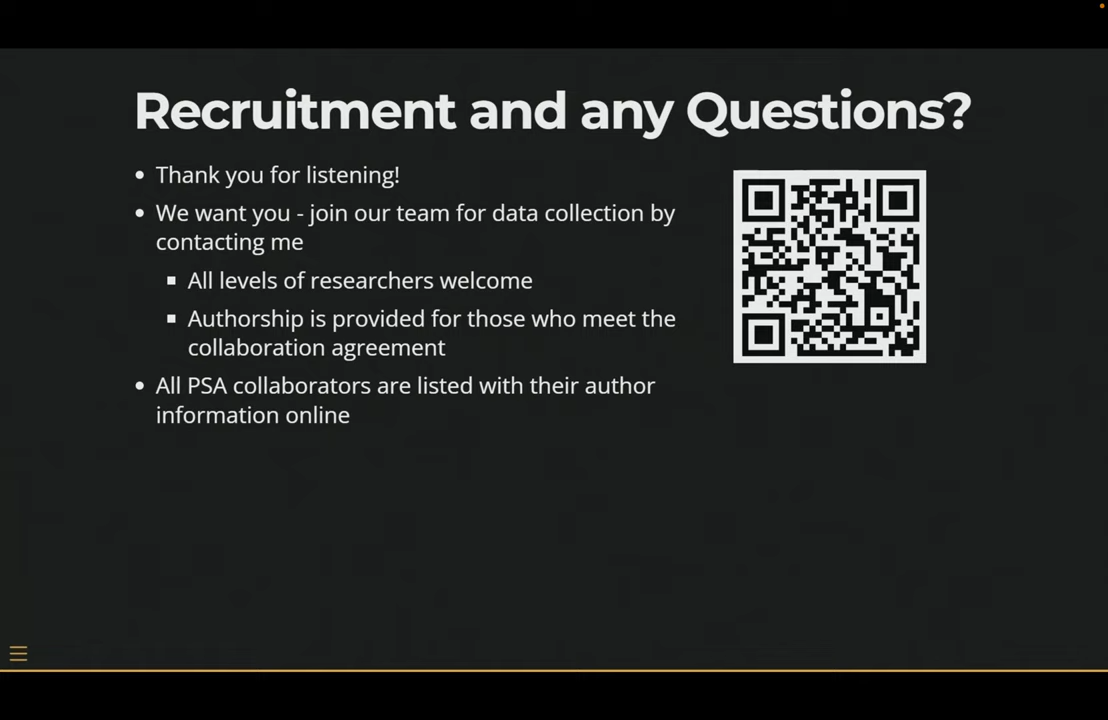 Recruitment and any Questions?
Thank you for listening!
We want you - join our team for data collection by
contacting me
All levels of researchers welcome
Authorship is provided for those who meet the
collaboration agreement
All PSA collaborators are listed with their author
information online